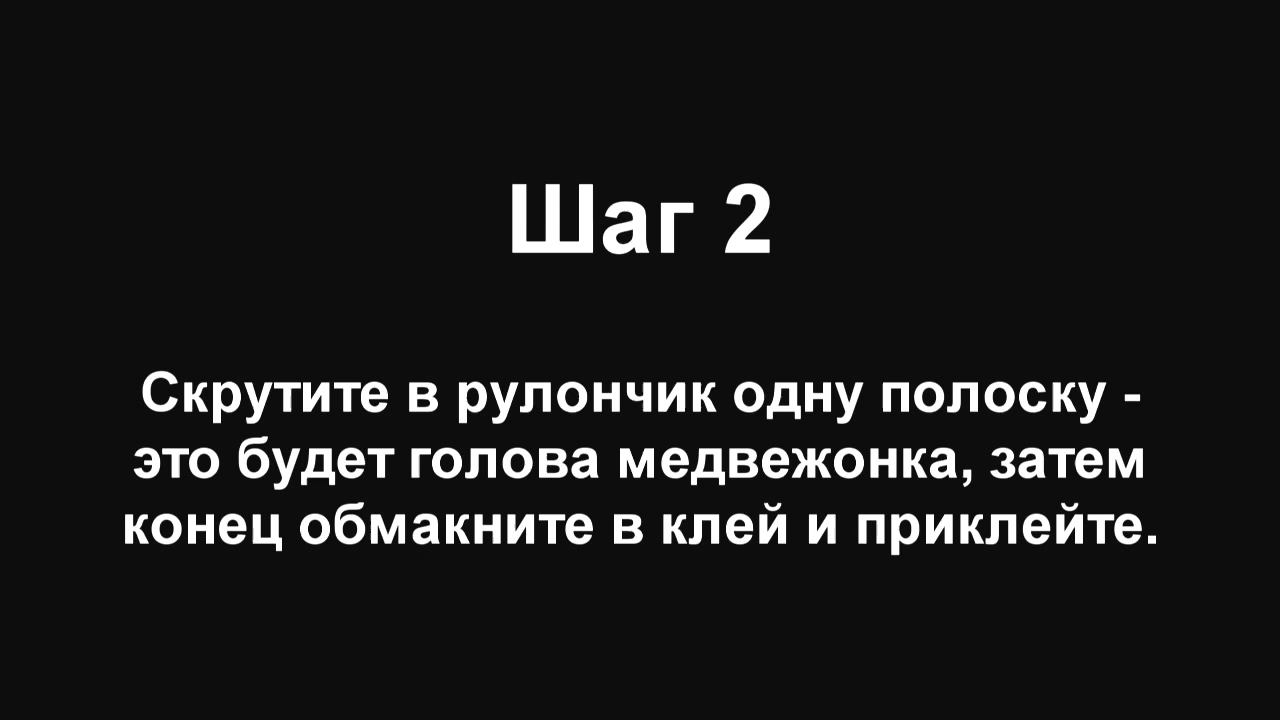 Шаг 2
Скрутите в рулончик одну полоску -
это будет голова медвежонка, затем
конец обмакните в клей и приклейте.